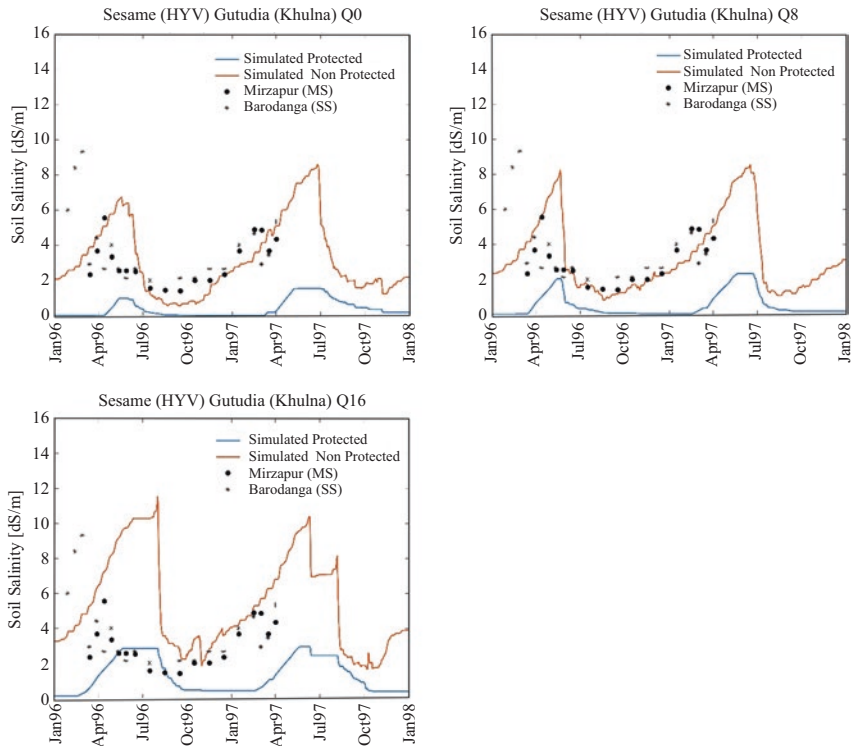 Sesame (HYV) Gutudia (Khulna) Q0
16
14
12
10
8
6
4
2
0
Soil Salinity [dS/m]
Simulated Protected
Simulated Non Protected
Mirzapur (MS)
Barodanga (SS)
Jan96
Apr96
Jul96
Oct96
Jan97
Apr97
Jul97
Oct97
Jan98
Sesame (HYV) Gutudia (Khulna) Q8
16
14
12
10
8
6
4
2
0
Soil Salinity [dS/m]
Simulated Protected
Simulated Non Protected
Mirzapur (MS)
Barodanga (SS)
Jan96
Apr96
Jul96
Oct96
Jan97
Apr97
Jul97
Oct97
Jan98
Sesame (HYV) Gutudia (Khulna) Q16
16
14
12
10
8
6
4
2
0
Soil Salinity [dS/m]
Simulated Protected
Simulated Non Protected
Mirzapur (MS)
Barodanga (SS)
Jan96
Apr96
Jul96
Oct96
Jan97
Apr97
Jul97
Oct97
Jan98